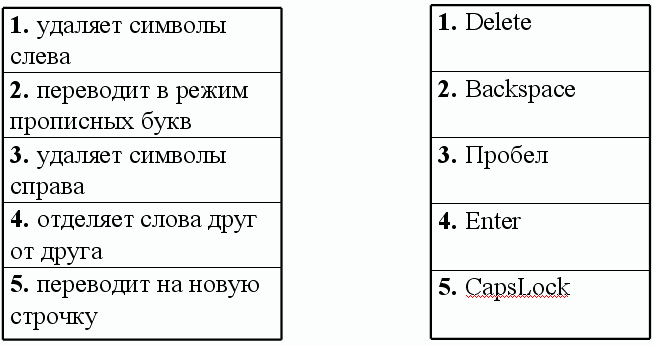 1. удаляет символы
слева
2. переводит в режим
прописных букв
3. удаляет символы
справа
4. отделяет слова друг
от друга
5. переводит на новую
строчку
1. Delete
2. Backspace
3. Пробел
4. Enter
5. CapsLock